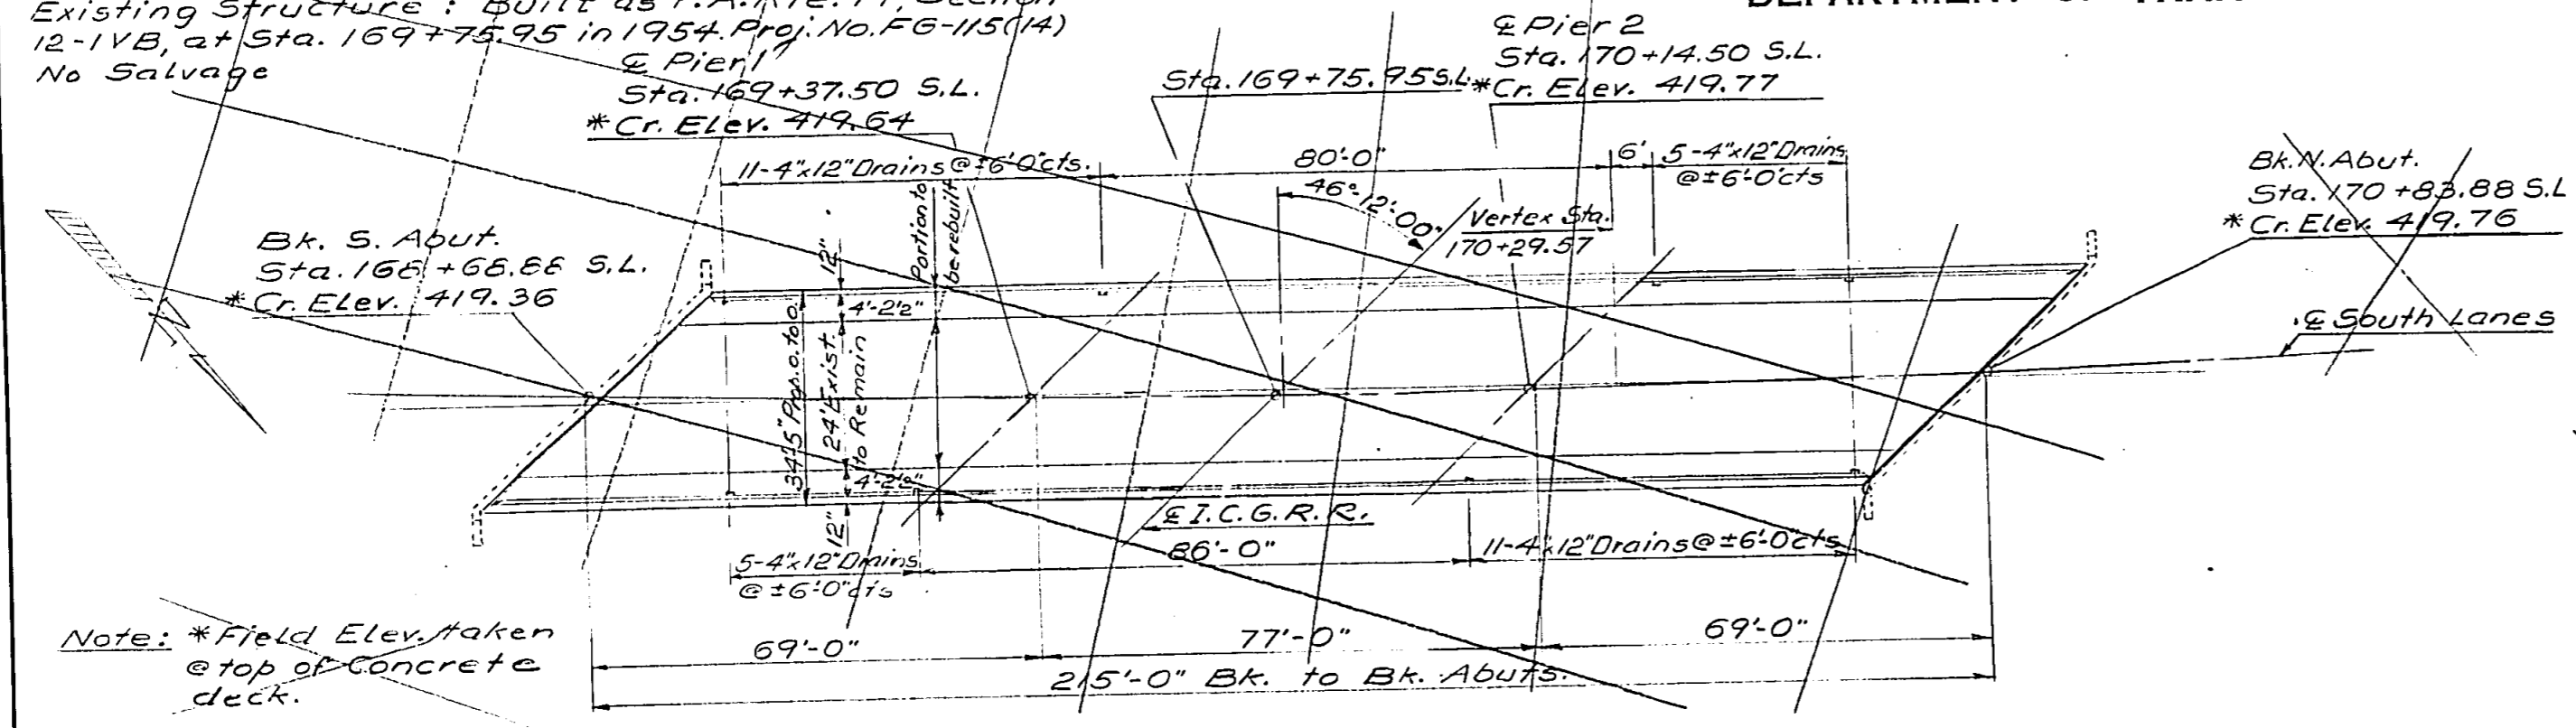 Existing Structure : Built as F.A. Rte. 14, Section
12-1VB, at Sta. 169+75.95 in 1954. Proj. No. FG-115(14)
No Salvage
DEPARTMENT OF
℄ Pier 1
Sta. 169+37.50 S.L.
*Cr. Elev. 419.64
Sta. 169+75.95 S.L.
℄ Pier 2
Sta. 170+14.50 S.L.
*Cr. Elev. 419.77
Bk. N. Abut.
Sta. 170+83.88 S.L
*Cr. Elev. 419.76
11-4"x12" Drains @ ±6'-0" cts.
80'-0"
6'
5-4"x12" Drains
@ ±6'-0" cts
46°-12'-00"
Vertex Sta.
170+29.57
Bk. S. Abut.
Sta. 168+68.88 S.L.
*Cr. Elev. 419.36
Portion to
be rebuilt
12"
4'-2½"
34'-5" Prop. o. to o.
24' Exist.
to Remain
4'-2½"
12"
℄ South Lanes
℄ I.C.G.R.R.
86'-0"
5-4"x12" Drains
@ ±6'-0" cts
11-4"x12" Drains @ ±6'-0" cts
69'-0"
77'-0"
69'-0"
215'-0" Bk. to Bk. Abuts.
Note: *Field Elev. taken
@ top of Concrete
deck.